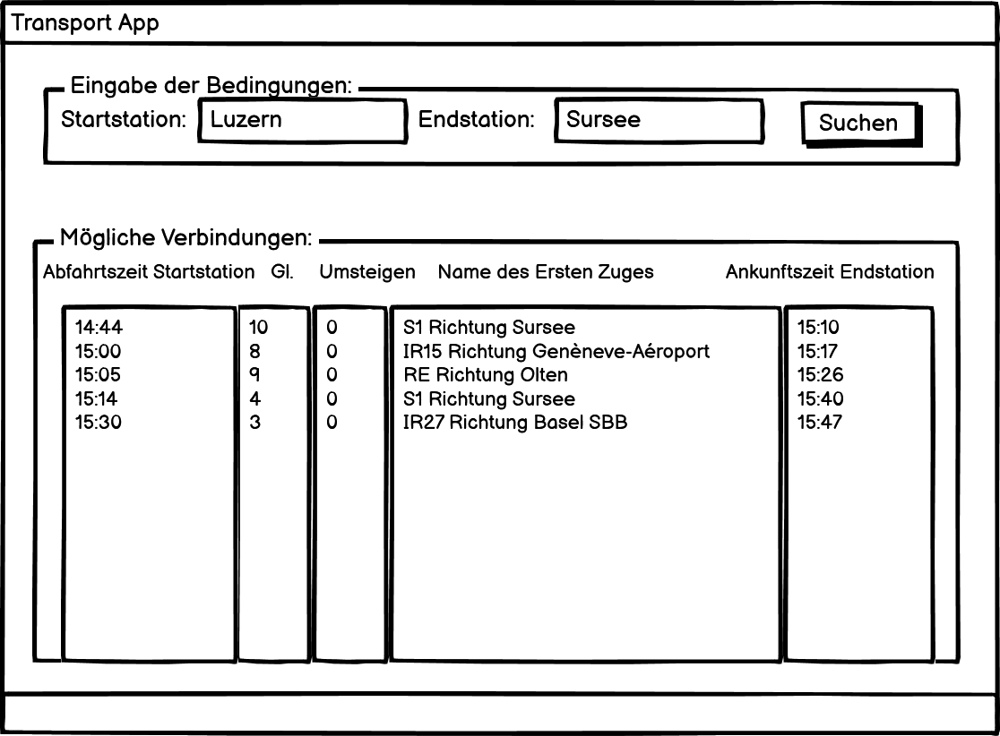 Transport App
Eingabe der Bedingungen:
Startstation: Luzern Endstation: Sursee Suchen
Mögliche Verbindungen:
Abfahrtszeit Startstation Gl. Umsteigen Name des Ersten Zuges Ankunftszeit Endstation
14:44 10 0 S1 Richtung Sursee 15:10
15:00 8 0 IR15 Richtung Genèneve-Aéroport 15:17
15:05 9 0 RE Richtung Olten 15:26
15:14 4 0 S1 Richtung Sursee 15:40
15:30 3 0 IR27 Richtung Basel SBB 15:47